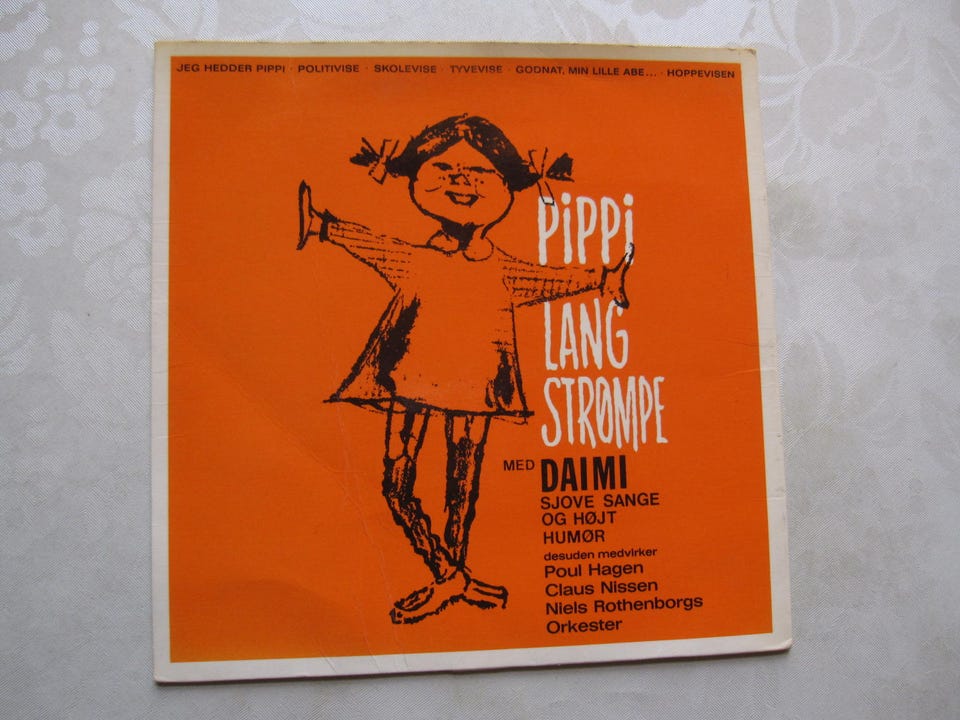 JEG HEDDER PIPPI · POLITIVISE · SKOLEVISE · TYVEVISE · GODNAT, MIN LILLE ABE... · HOPPEVISEN
PiPPi
LANG
STRØMPE
MED DAIMI
SJOVE SANGE
OG HØJT
HUMØR
desuden medvirker
Poul Hagen
Claus Nissen
Niels Rothenborgs
Orkester